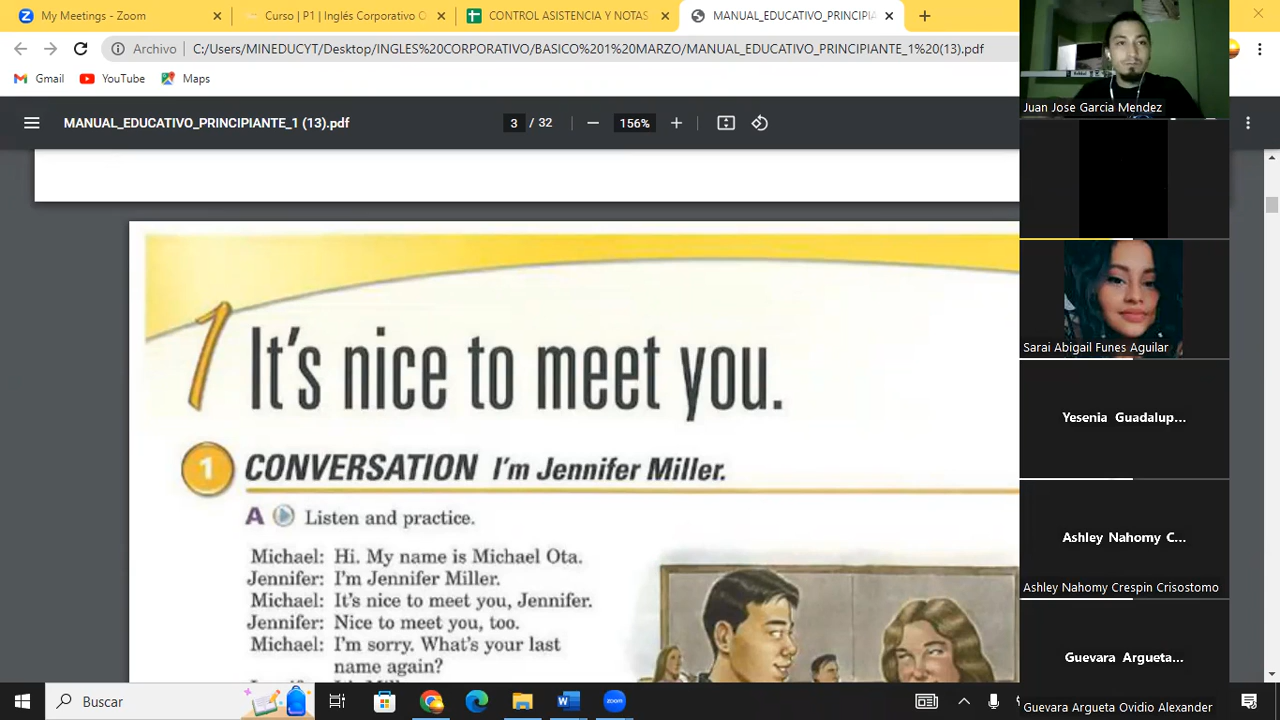 My Meetings - Zoom
Curso | P1 | Inglés Corporativo O
CONTROL ASISTENCIA Y NOTAS
MANUAL_EDUCATIVO_PRINCIPIA
Archivo
C:/Users/MINEDUCYT/Desktop/INGLES%20CORPORATIVO/BASICO%201%20MARZO/MANUAL_EDUCATIVO_PRINCIPIANTE_1%20(13).pdf
Gmail
YouTube
Maps
Juan Jose Garcia Mendez
MANUAL_EDUCATIVO_PRINCIPIANTE_1 (13).pdf
3 / 32
156%
1 It's nice to meet you.
Sarai Abigail Funes Aguilar
Yesenia Guadalup...
1 CONVERSATION I'm Jennifer Miller.
A Listen and practice.
Michael: Hi. My name is Michael Ota.
Jennifer: I'm Jennifer Miller.
Michael: It's nice to meet you, Jennifer.
Jennifer: Nice to meet you, too.
Michael: I'm sorry. What's your last
name again?
Ashley Nahomy C...
Ashley Nahomy Crespin Crisostomo
Guevara Argueta...
Guevara Argueta Ovidio Alexander
Buscar
zoom